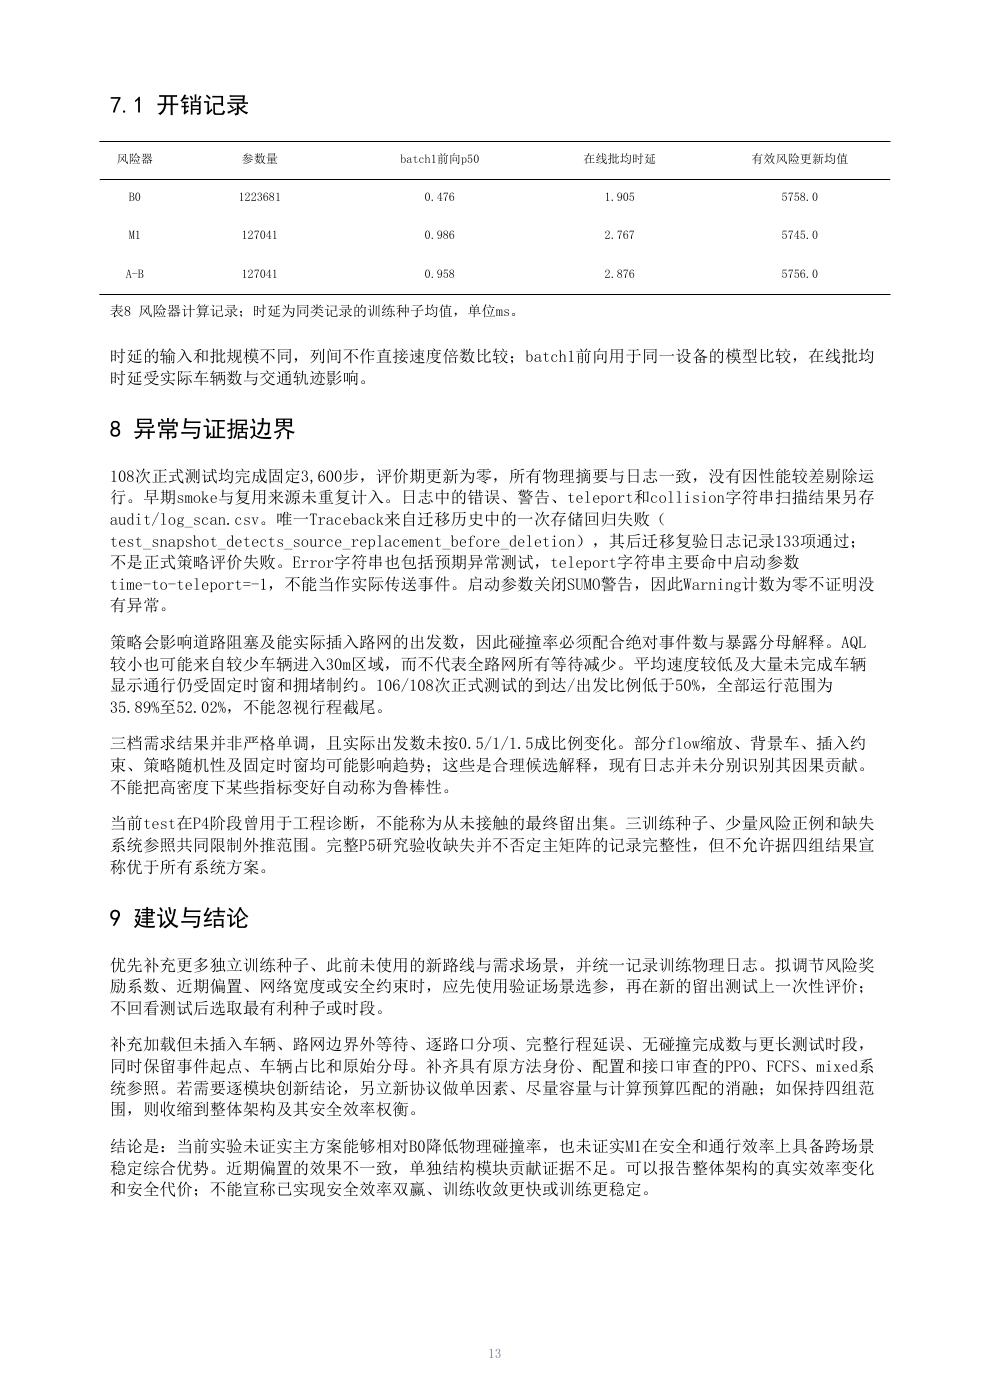 7.1 开销记录
风险器 参数量 batch1前向p50 在线批均时延 有效风险更新均值
B0 1223681 0.476 1.905 5758.0
M1 127041 0.986 2.767 5745.0
A-B 127041 0.958 2.876 5756.0
表8 风险器计算记录；时延为同类记录的训练种子均值，单位ms。
时延的输入和批规模不同，列间不作直接速度倍数比较；batch1前向用于同一设备的模型比较，在线批均
时延受实际车辆数与交通轨迹影响。
8 异常与证据边界
108次正式测试均完成固定3,600步，评价期更新为零，所有物理摘要与日志一致，没有因性能较差剔除运
行。早期smoke与复用来源未重复计入。日志中的错误、警告、teleport和collision字符串扫描结果另存
audit/log_scan.csv。唯一Traceback来自迁移历史中的一次存储回归失败（
test_snapshot_detects_source_replacement_before_deletion），其后迁移复验日志记录133项通过；
不是正式策略评价失败。Error字符串也包括预期异常测试，teleport字符串主要命中启动参数
time-to-teleport=-1，不能当作实际传送事件。启动参数关闭SUMO警告，因此Warning计数为零不证明没
有异常。
策略会影响道路阻塞及能实际插入路网的出发数，因此碰撞率必须配合绝对事件数与暴露分母解释。AQL
较小也可能来自较少车辆进入30m区域，而不代表全路网所有等待减少。平均速度较低及大量未完成车辆
显示通行仍受固定时窗和拥堵制约。106/108次正式测试的到达/出发比例低于50%，全部运行范围为
35.89%至52.02%，不能忽视行程截尾。
三档需求结果并非严格单调，且实际出发数未按0.5/1/1.5成比例变化。部分flow缩放、背景车、插入约
束、策略随机性及固定时窗均可能影响趋势；这些是合理候选解释，现有日志并未分别识别其因果贡献。
不能把高密度下某些指标变好自动称为鲁棒性。
当前test在P4阶段曾用于工程诊断，不能称为从未接触的最终留出集。三训练种子、少量风险正例和缺失
系统参照共同限制外推范围。完整P5研究验收缺失并不否定主矩阵的记录完整性，但不允许据四组结果宣
称优于所有系统方案。
9 建议与结论
优先补充更多独立训练种子、此前未使用的新路线与需求场景，并统一记录训练物理日志。拟调节风险奖
励系数、近期偏置、网络宽度或安全约束时，应先使用验证场景选参，再在新的留出测试上一次性评价；
不回看测试后选取最有利种子或时段。
补充加载但未插入车辆、路网边界外等待、逐路口分项、完整行程延误、无碰撞完成数与更长测试时段，
同时保留事件起点、车辆占比和原始分母。补齐具有原方法身份、配置和接口审查的PPO、FCFS、mixed系
统参照。若需要逐模块创新结论，另立新协议做单因素、尽量容量与计算预算匹配的消融；如保持四组范
围，则收缩到整体架构及其安全效率权衡。
结论是：当前实验未证实主方案能够相对B0降低物理碰撞率，也未证实M1在安全和通行效率上具备跨场景
稳定综合优势。近期偏置的效果不一致，单独结构模块贡献证据不足。可以报告整体架构的真实效率变化
和安全代价；不能宣称已实现安全效率双赢、训练收敛更快或训练更稳定。
13